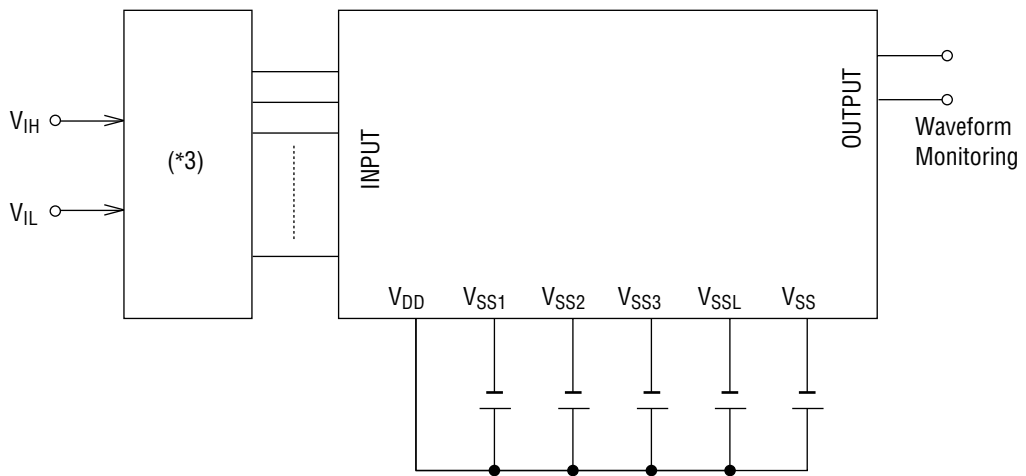 V_IH
V_IL
(*3)
INPUT
OUTPUT
Waveform
Monitoring
V_DD V_SS1 V_SS2 V_SS3 V_SSL V_SS